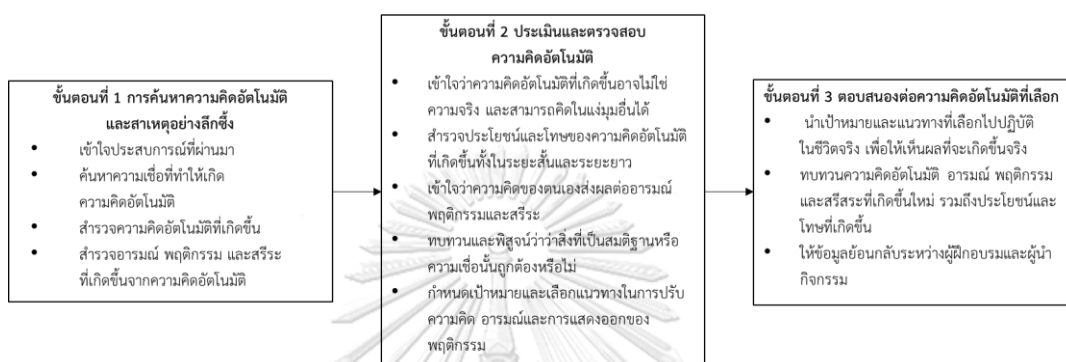 ขั้นตอนที่ 1 การค้นหาความคิดอัตโนมัติ
และสาเหตุอย่างลึกซึ้ง
• เข้าใจประสบการณ์ที่ผ่านมา
• ค้นหาความเชื่อที่ทำให้เกิด
ความคิดอัตโนมัติ
• สำรวจความคิดอัตโนมัติที่เกิดขึ้น
• สำรวจอารมณ์ พฤติกรรม และสรีระ
ที่เกิดขึ้นจากความคิดอัตโนมัติ
ขั้นตอนที่ 2 ประเมินและตรวจสอบ
ความคิดอัตโนมัติ
• เข้าใจว่าความคิดอัตโนมัติที่เกิดขึ้นอาจไม่ใช่
ความจริง และสามารถคิดในแง่มุมอื่นได้
• สำรวจประโยชน์และโทษของความคิดอัตโนมัติ
ที่เกิดขึ้นทั้งในระยะสั้นและระยะยาว
• เข้าใจว่าความคิดของตนเองส่งผลต่ออารมณ์
พฤติกรรมและสรีระ
• ทบทวนและพิสูจน์ว่าว่าสิ่งที่เป็นสมติฐานหรือ
ความเชื่อนั้นถูกต้องหรือไม่
• กำหนดเป้าหมายและเลือกแนวทางในการปรับ
ความคิด อารมณ์และการแสดงออกของ
พฤติกรรม
ขั้นตอนที่ 3 ตอบสนองต่อความคิดอัตโนมัติที่เลือก
• นำเป้าหมายและแนวทางที่เลือกไปปฏิบัติ
ในชีวิตจริง เพื่อให้เห็นผลที่จะเกิดขึ้นจริง
• ทบทวนความคิดอัตโนมัติ อารมณ์ พฤติกรรม
และสรีสระที่เกิดขึ้นใหม่ รวมถึงประโยชน์และ
โทษที่เกิดขึ้น
• ให้ข้อมูลย้อนกลับระหว่างผู้ฝึกอบรมและผู้นำ
กิจกรรม